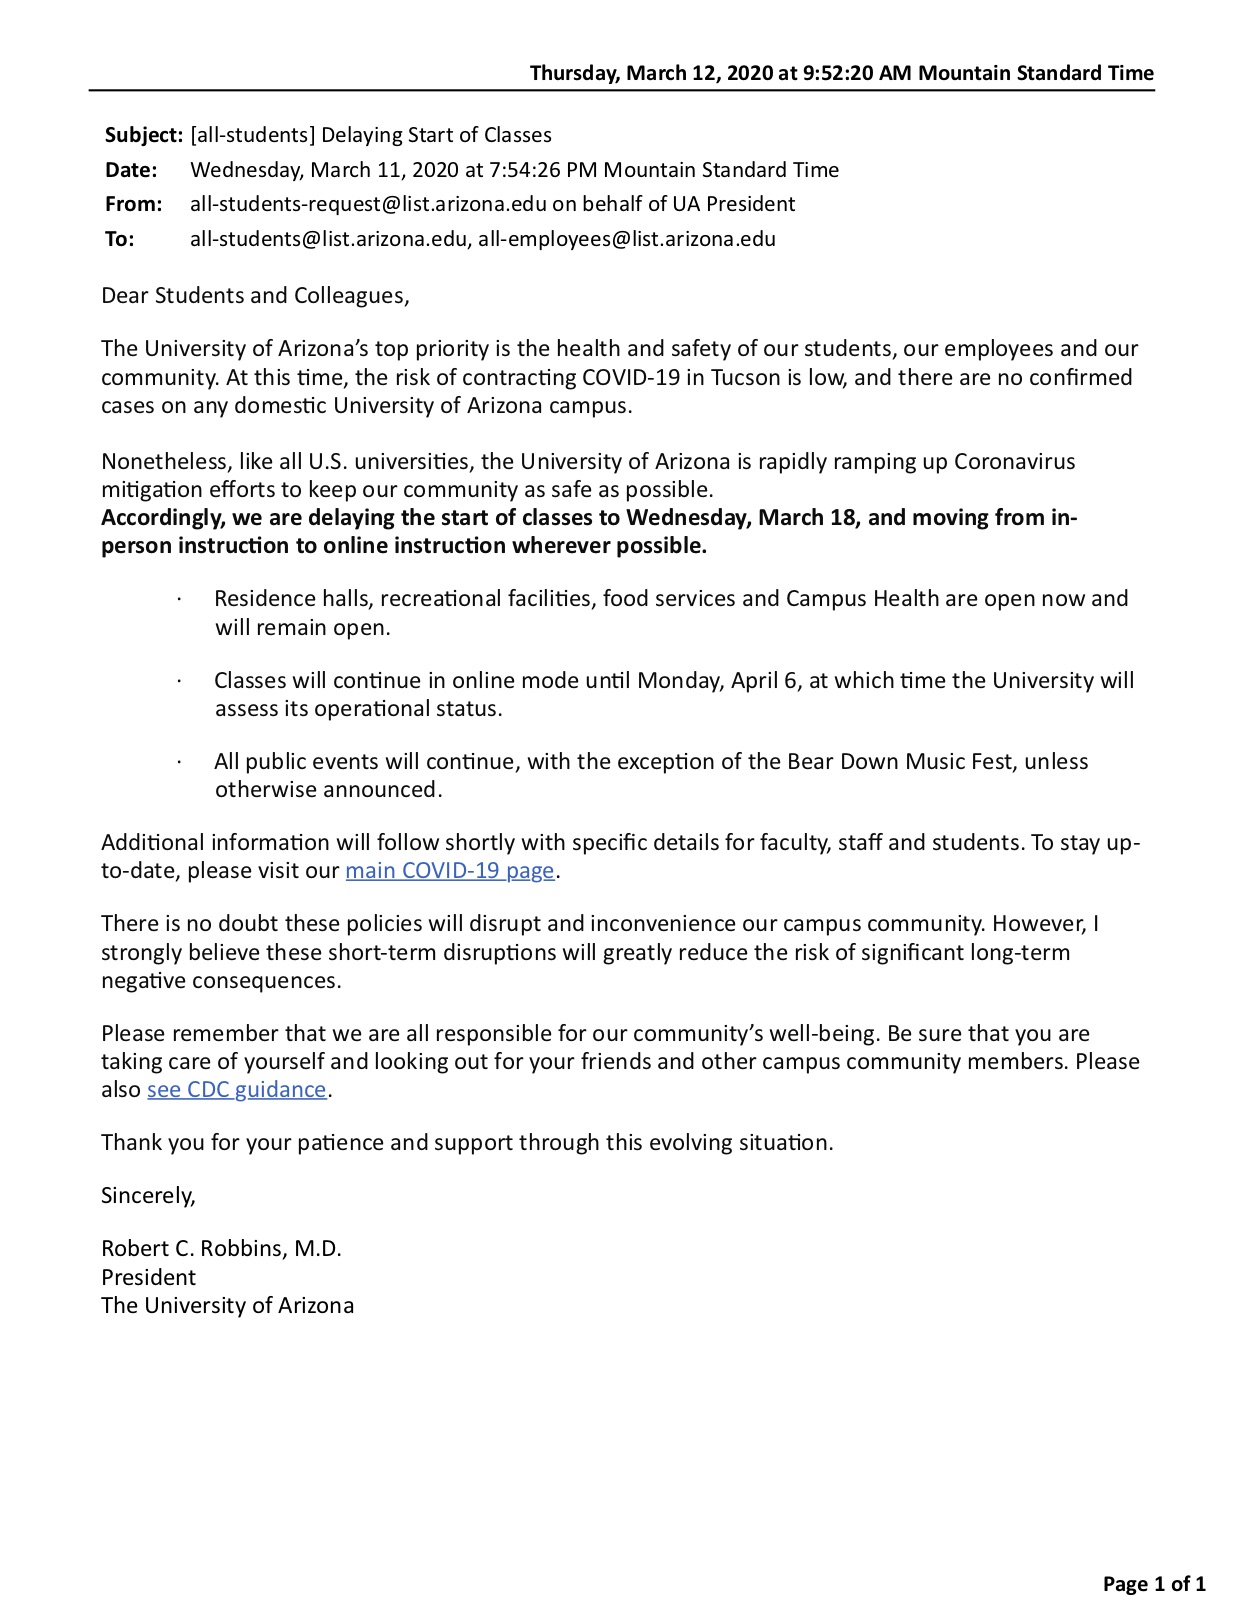 Thursday, March 12, 2020 at 9:52:20 AM Mountain Standard Time
Subject: [all-students] Delaying Start of Classes
Date: Wednesday, March 11, 2020 at 7:54:26 PM Mountain Standard Time
From: all-students-request@list.arizona.edu on behalf of UA President
To: all-students@list.arizona.edu, all-employees@list.arizona.edu
Dear Students and Colleagues,
The University of Arizona’s top priority is the health and safety of our students, our employees and our
community. At this time, the risk of contracting COVID-19 in Tucson is low, and there are no confirmed
cases on any domestic University of Arizona campus.
Nonetheless, like all U.S. universities, the University of Arizona is rapidly ramping up Coronavirus
mitigation efforts to keep our community as safe as possible.
Accordingly, we are delaying the start of classes to Wednesday, March 18, and moving from in-
person instruction to online instruction wherever possible.
· Residence halls, recreational facilities, food services and Campus Health are open now and
will remain open.
· Classes will continue in online mode until Monday, April 6, at which time the University will
assess its operational status.
· All public events will continue, with the exception of the Bear Down Music Fest, unless
otherwise announced.
Additional information will follow shortly with specific details for faculty, staff and students. To stay up-
to-date, please visit our main COVID-19 page.
There is no doubt these policies will disrupt and inconvenience our campus community. However, I
strongly believe these short-term disruptions will greatly reduce the risk of significant long-term
negative consequences.
Please remember that we are all responsible for our community’s well-being. Be sure that you are
taking care of yourself and looking out for your friends and other campus community members. Please
also see CDC guidance.
Thank you for your patience and support through this evolving situation.
Sincerely,
Robert C. Robbins, M.D.
President
The University of Arizona
Page 1 of 1